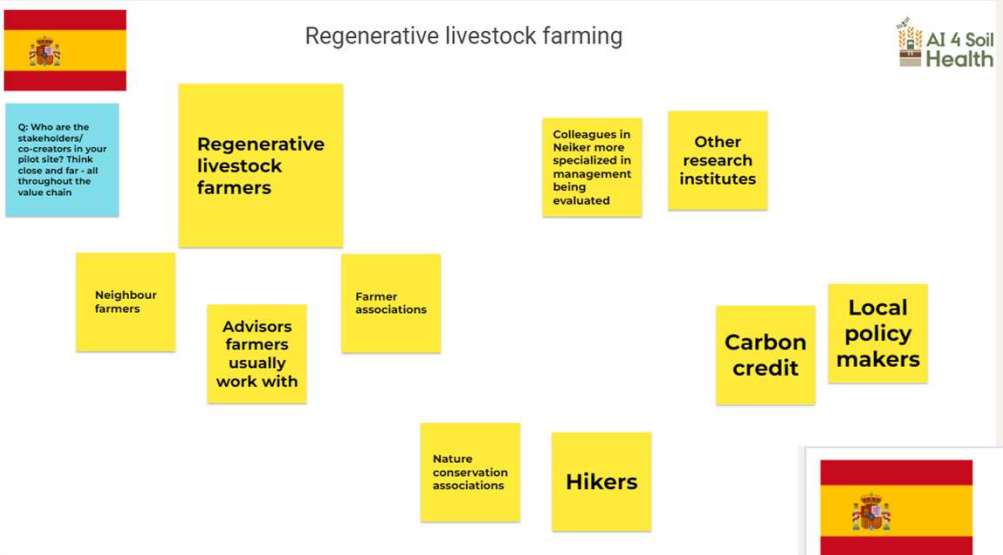 Regenerative livestock farming
AI 4 Soil
Health
Q: Who are the
stakeholders/
co-creators in your
pilot site? Think
close and far - all
throughout the
value chain
Regenerative
livestock
farmers
Colleagues in
Neiker more
specialized in
management
being
evaluated
Other
research
institutes
Neighbour
farmers
Advisors
farmers
usually
work with
Farmer
associations
Carbon
credit
Local
policy
makers
Nature
conservation
associations
Hikers